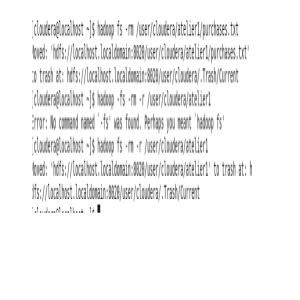 [cloudera@localhost ~]$ hadoop fs -rm /user/cloudera/atelier1/purchases.txt
Moved: 'hdfs://localhost.localdomain:8020/user/cloudera/atelier1/purchases.txt'
to trash at: hdfs://localhost.localdomain:8020/user/cloudera/.Trash/Current
[cloudera@localhost ~]$ hadoop -fs -rm -r /user/cloudera/atelier1
Error: No command named `-fs' was found. Perhaps you meant `hadoop fs'
[cloudera@localhost ~]$ hadoop fs -rm -r /user/cloudera/atelier1
Moved: 'hdfs://localhost.localdomain:8020/user/cloudera/atelier1' to trash at: h
dfs://localhost.localdomain:8020/user/cloudera/.Trash/Current
[cloudera@localhost ~]$